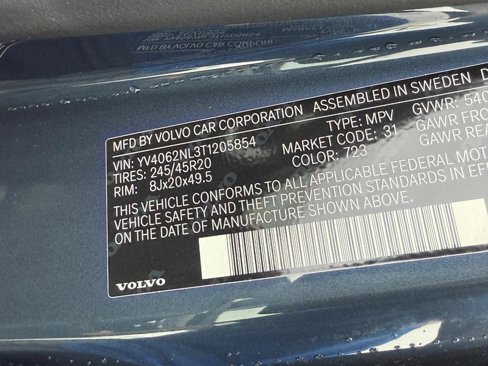 MFD BY VOLVO CAR CORPORATION ASSEMBLED IN SWEDEN D
VIN: YV4062NL3T1205854 TYPE: MPV GVWR: 540
TIRES: 245/45R20 MARKET CODE: 31 GAWR FRO
RIM: 8Jx20x49.5 COLOR: 723 GAWR REA
THIS VEHICLE CONFORMS TO ALL APPLICABLE FEDERAL MOTOR
VEHICLE SAFETY AND THEFT PREVENTION STANDARDS IN EFF
ON THE DATE OF MANUFACTURE SHOWN ABOVE.
VOLVO